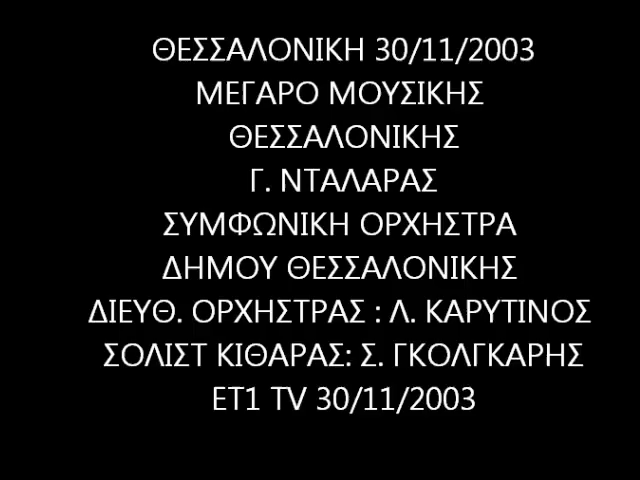 ΘΕΣΣΑΛΟΝΙΚΗ 30/11/2003
ΜΕΓΑΡΟ ΜΟΥΣΙΚΗΣ
ΘΕΣΣΑΛΟΝΙΚΗΣ
Γ. ΝΤΑΛΑΡΑΣ
ΣΥΜΦΩΝΙΚΗ ΟΡΧΗΣΤΡΑ
ΔΗΜΟΥ ΘΕΣΣΑΛΟΝΙΚΗΣ
ΔΙΕΥΘ. ΟΡΧΗΣΤΡΑΣ : Λ. ΚΑΡΥΤΙΝΟΣ
ΣΟΛΙΣΤ ΚΙΘΑΡΑΣ: Σ. ΓΚΟΛΓΚΑΡΗΣ
ET1 TV 30/11/2003